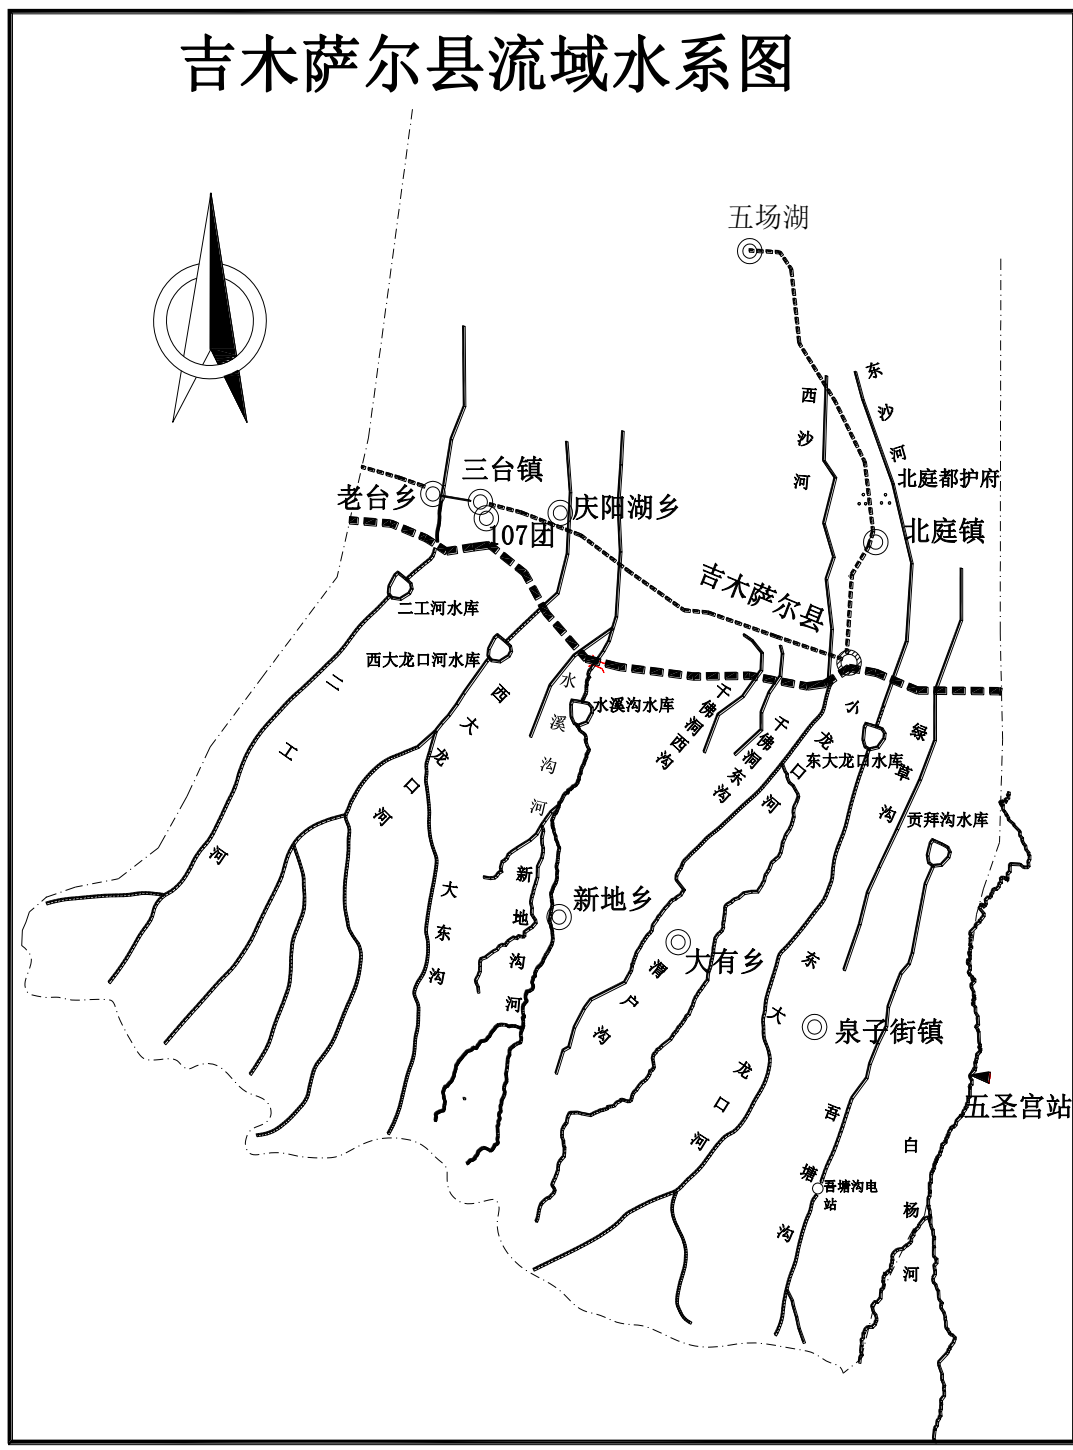 吉木萨尔县流域水系图
五场湖
东沙河
西沙河
三台镇
老台乡
北庭都护府
庆阳湖乡
107团
北庭镇
吉木萨尔县
二工河水库
西大龙口河水库
水溪沟水库
千佛洞西沟
千佛洞东沟
小龙口河
东大龙口水库
绿草沟
贡拜沟水库
二工河
西大龙口河
水溪沟河
大东沟
新地沟河
新地乡
大有乡
渭户沟
东大龙口河
泉子街镇
五圣宫站
吾塘沟
吾塘沟电
站
白杨河